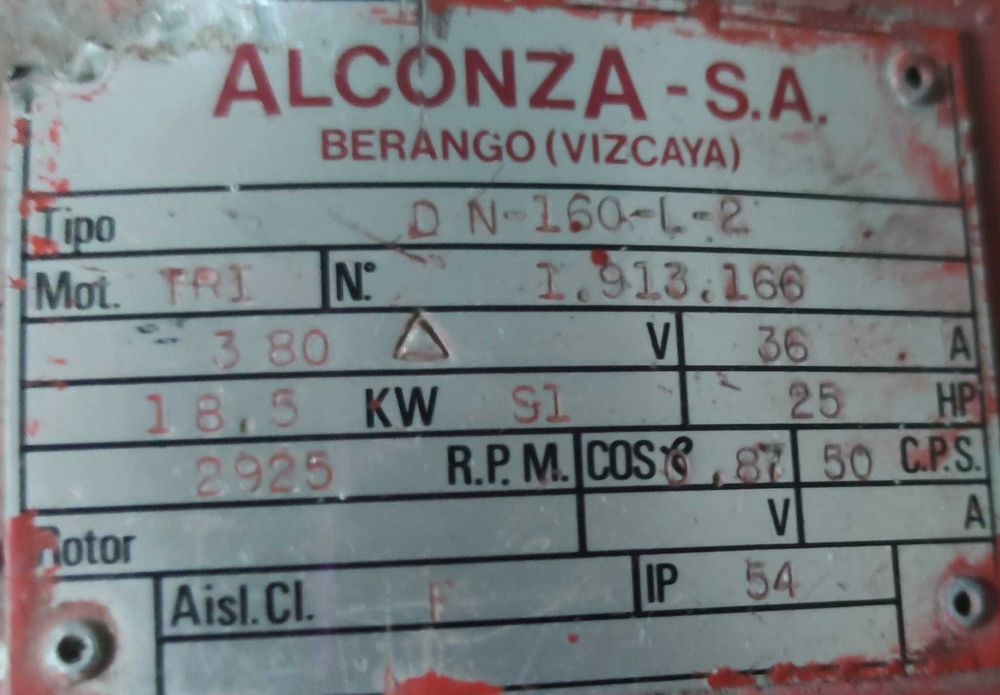 ALCONZA - S.A.
BERANGO (VIZCAYA)
Tipo D N-160-L-2
Mot. TRI N.° 1.913.166
380 △ V 36 A
18,5 KW S1 25 HP
2925 R.P.M. COS φ 0,87 50 C.P.S.
Rotor V A
Aisl.Cl. F IP 54